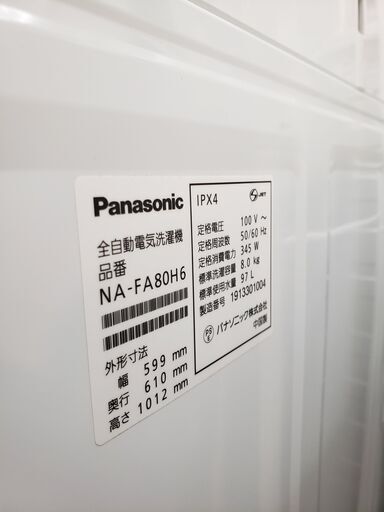 Panasonic
全自動電気洗濯機
品番
NA-FA80H6
外形寸法
幅 599 mm
奥行 610 mm
高さ 1012 mm
IPX4
JET
定格電圧 100 V ～
定格周波数 50/60 Hz
定格消費電力 345 W
標準洗濯容量 8.0 kg
標準使用水量 97 L
製造番号 1913301004
PS
E
パナソニック株式会社
中国製